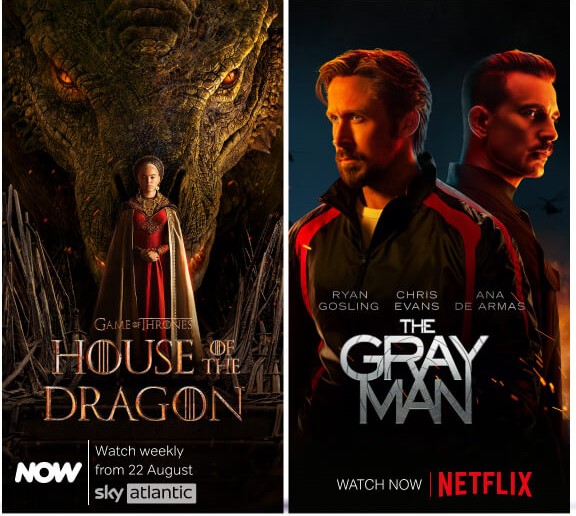 GAME OF THRONES
HOUSE OF THE
DRAGON
NOW
Watch weekly
from 22 August
sky atlantic
RYAN GOSLING
CHRIS EVANS
ANA DE ARMAS
THE
GRAY
MAN
WATCH NOW
NETFLIX